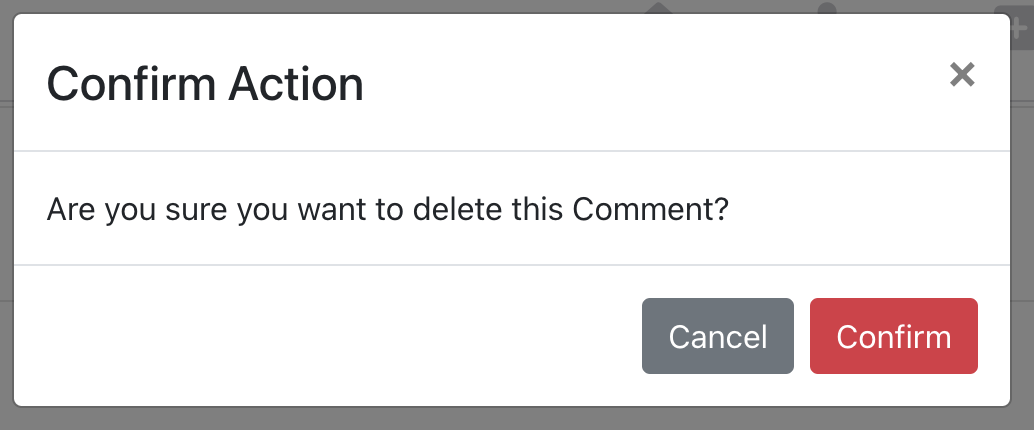 Confirm Action
×
Are you sure you want to delete this Comment?
Cancel Confirm